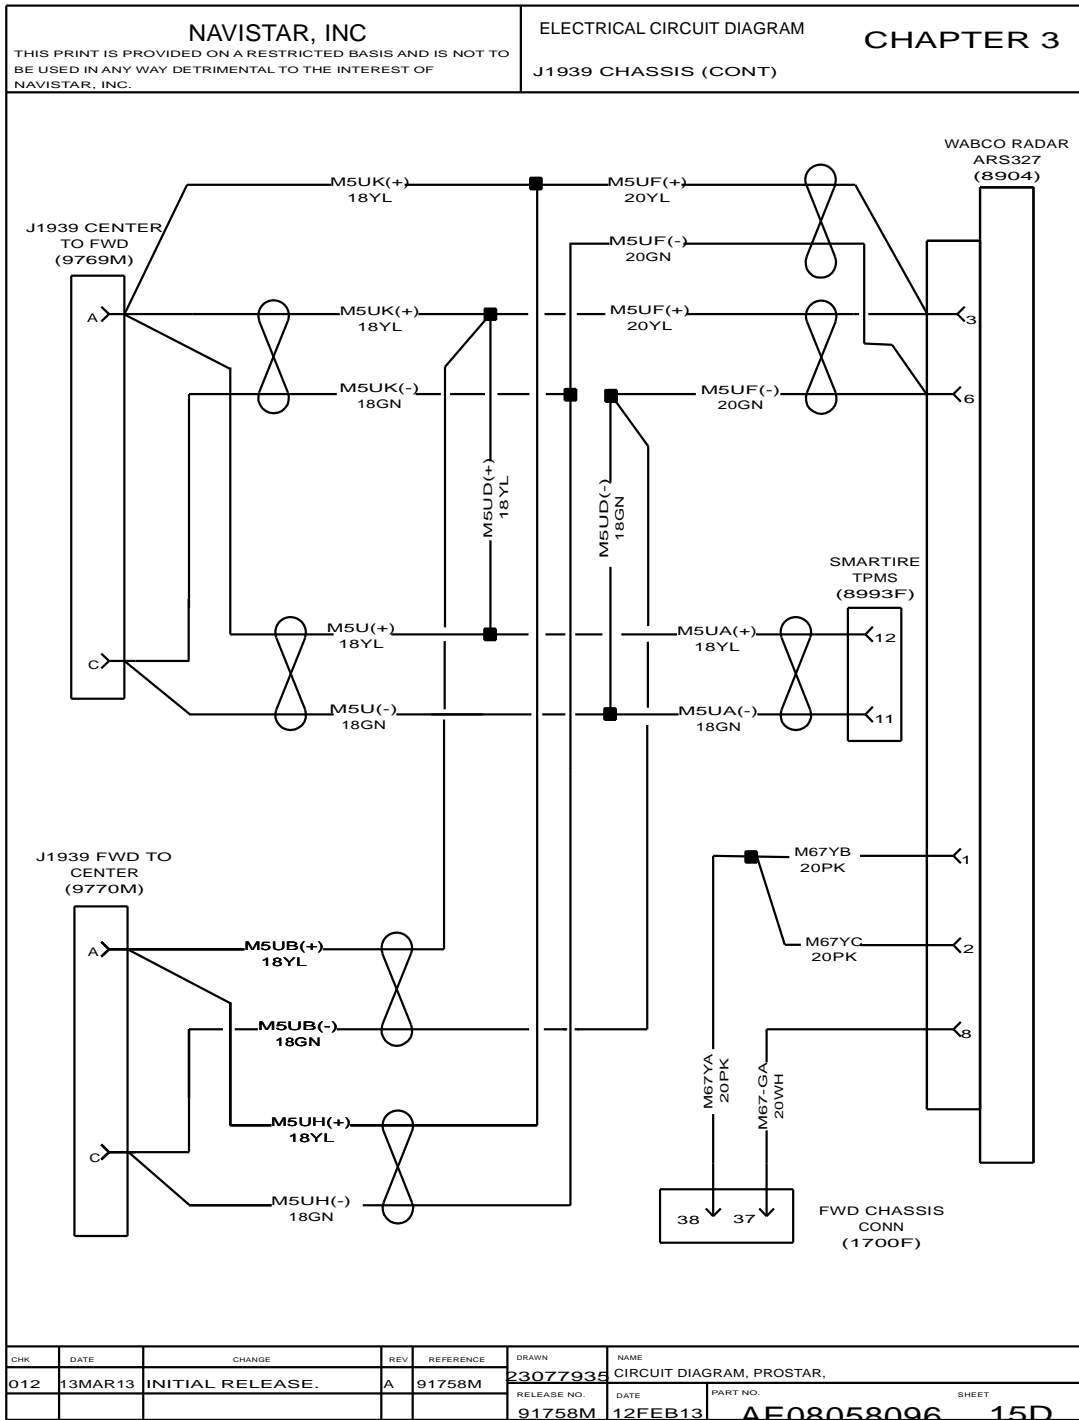 NAVISTAR, INC
THIS PRINT IS PROVIDED ON A RESTRICTED BASIS AND IS NOT TO
BE USED IN ANY WAY DETRIMENTAL TO THE INTEREST OF
NAVISTAR, INC.
ELECTRICAL CIRCUIT DIAGRAM
J1939 CHASSIS (CONT)
CHAPTER 3
WABCO RADAR
ARS327
(8904)
M5UK(+)
18YL
M5UF(+)
20YL
J1939 CENTER
TO FWD
(9769M)
M5UF(-)
20GN
A
M5UK(+)
18YL
M5UF(+)
20YL
3
M5UK(-)
18GN
M5UF(-)
20GN
6
M5UD(+)
18YL
M5UD(-)
18GN
SMARTIRE
TPMS
(8993F)
M5U(+)
18YL
M5UA(+)
18YL
12
C
M5U(-)
18GN
M5UA(-)
18GN
11
J1939 FWD TO
CENTER
(9770M)
M67YB
20PK
1
A
M5UB(+)
18YL
M67YC
20PK
2
M5UB(-)
18GN
8
M67YA
20PK
M67-GA
20WH
M5UH(+)
18YL
C
M5UH(-)
18GN
38
37
FWD CHASSIS
CONN
(1700F)
CHK DATE CHANGE REV REFERENCE
012 13MAR13 INITIAL RELEASE. A 91758M
DRAWN
23077935
NAME
CIRCUIT DIAGRAM, PROSTAR,
RELEASE NO. DATE PART NO. SHEET
91758M 12FEB13 AE08058096 15D